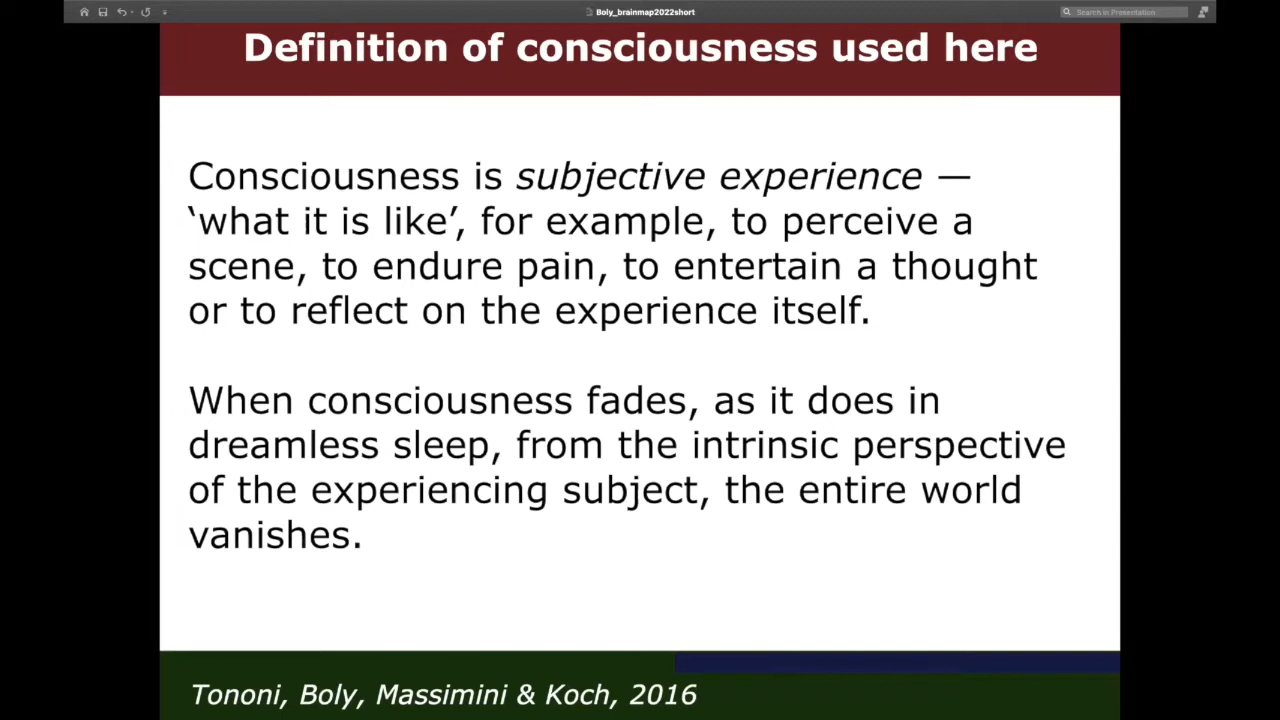 Boly_brainmap2022short
Search in Presentation
Definition of consciousness used here
Consciousness is subjective experience —
‘what it is like’, for example, to perceive a
scene, to endure pain, to entertain a thought
or to reflect on the experience itself.
When consciousness fades, as it does in
dreamless sleep, from the intrinsic perspective
of the experiencing subject, the entire world
vanishes.
Tononi, Boly, Massimini & Koch, 2016